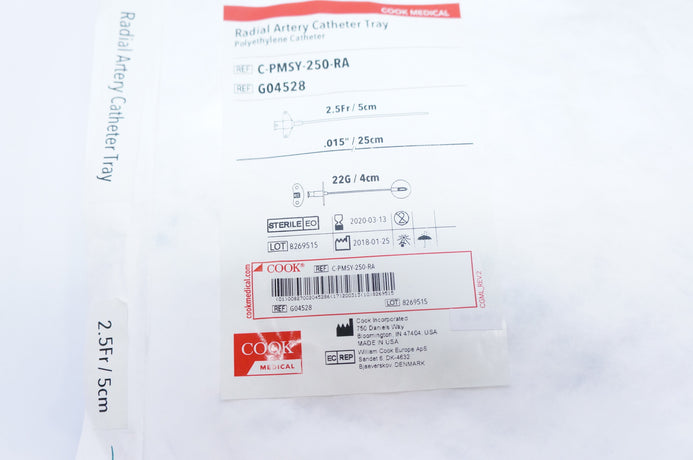 COOK MEDICAL
Radial Artery Catheter Tray
Polyethylene Catheter
REF C-PMSY-250-RA
REF G04528
2.5Fr / 5cm
.015" / 25cm
22G / 4cm
STERILE EO
2020-03-13
LOT 8269515
2018-01-25
cookmedical.com
COOK®
REF C-PMSY-250-RA
REF G04528
LOT 8269515
COML_REV.2
COOK®
MEDICAL
Cook Incorporated
750 Daniels Way
Bloomington, IN 47404, USA
MADE IN USA
EC REP
William Cook Europe ApS
Sandet 6, DK-4632
Bjaeverskov, DENMARK
Radial Artery Catheter Tray
2.5Fr / 5cm